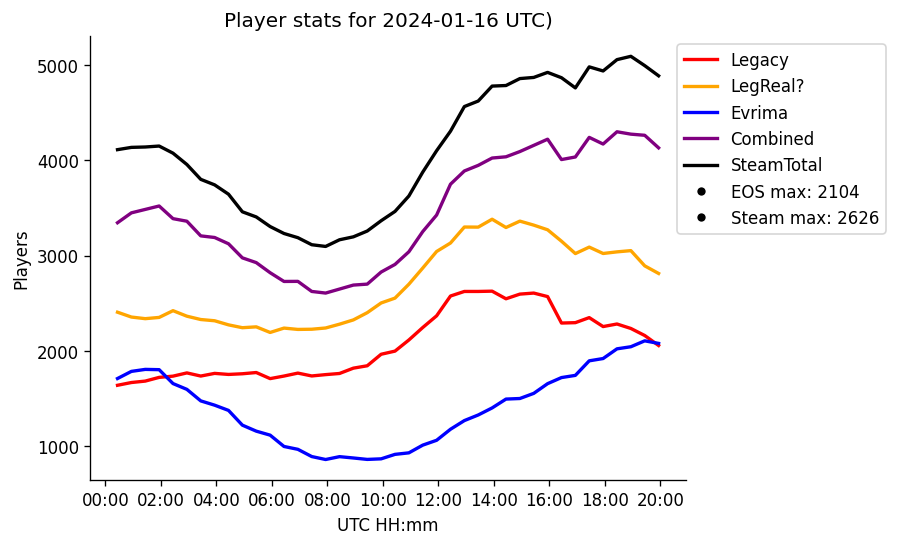 Player stats for 2024-01-16 UTC)
Legacy
LegReal?
Evrima
Combined
SteamTotal
EOS max: 2104
Steam max: 2626
Players
5000
4000
3000
2000
1000
00:00 02:00 04:00 06:00 08:00 10:00 12:00 14:00 16:00 18:00 20:00
UTC HH:mm